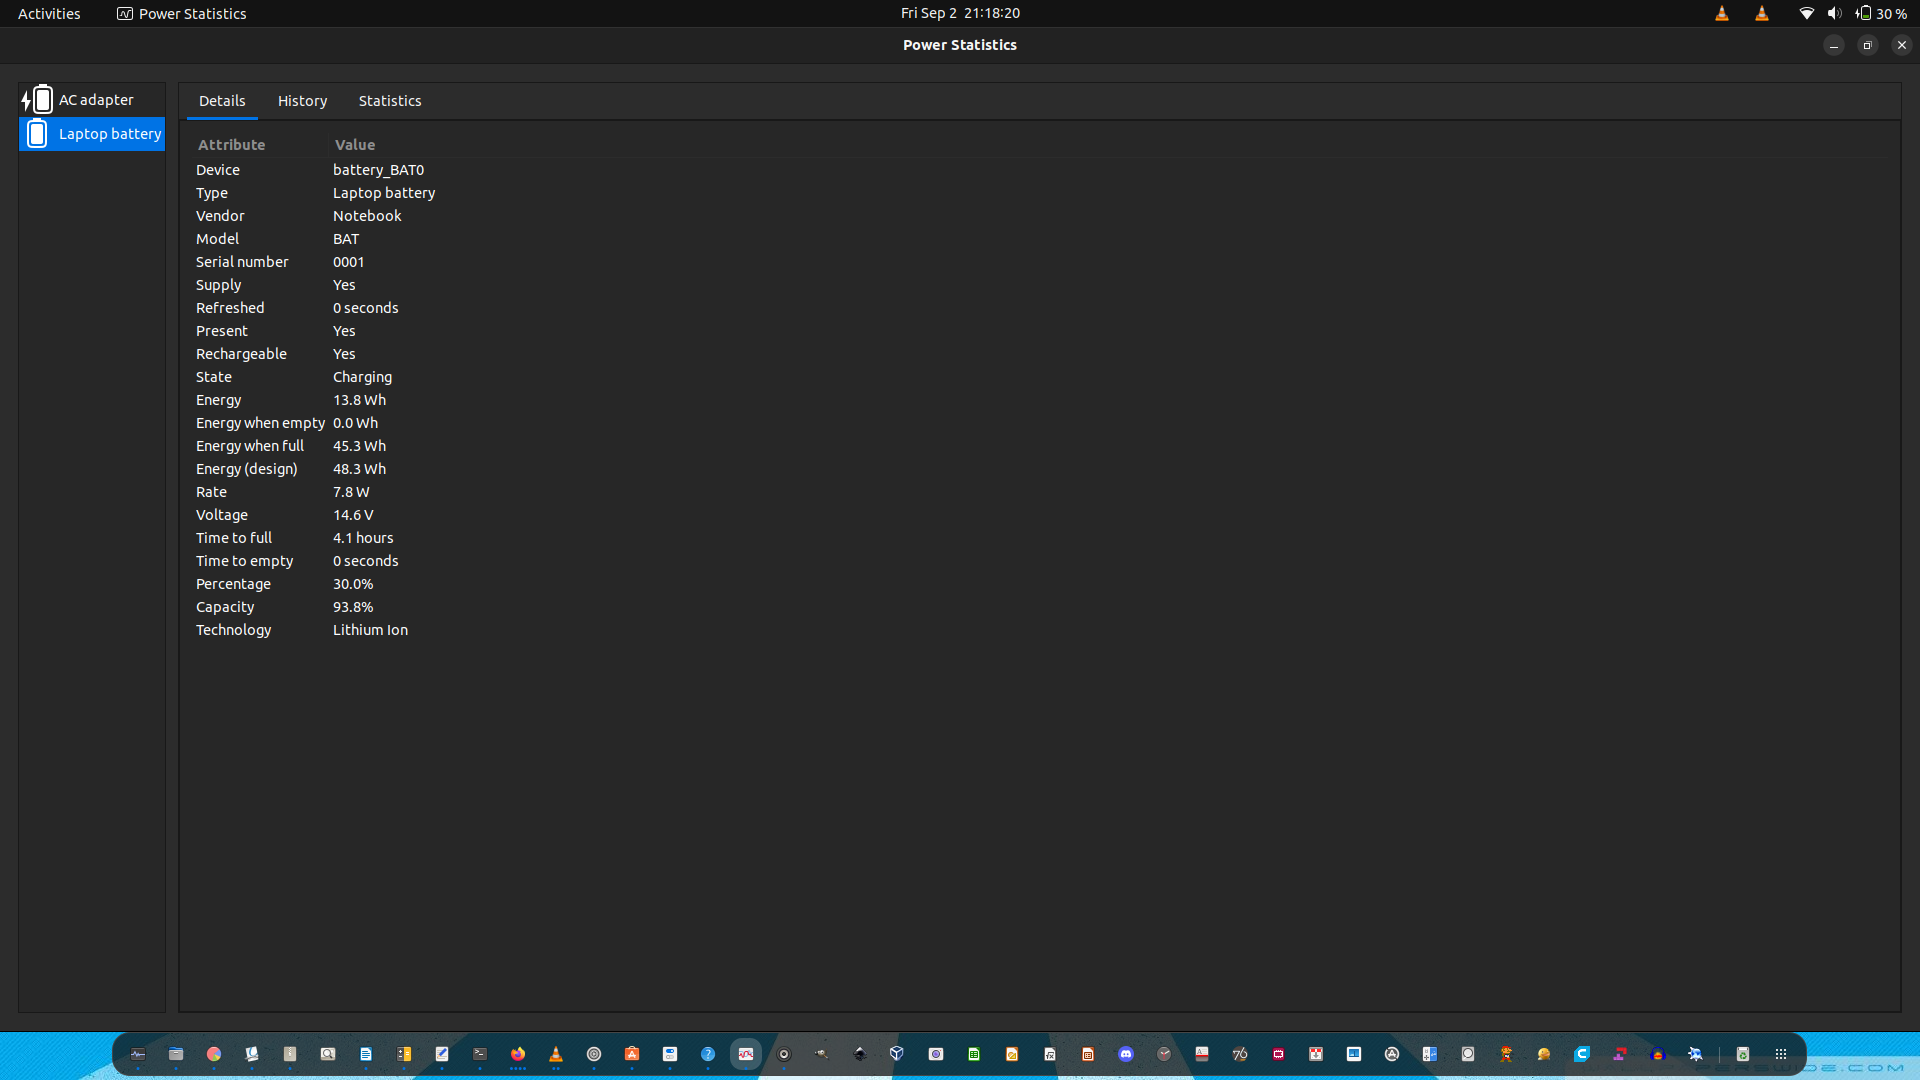 Activities Power Statistics Fri Sep 2 21:18:20 30 %
Power Statistics
AC adapter
Laptop battery
Details History Statistics
Attribute Value
Device battery_BAT0
Type Laptop battery
Vendor Notebook
Model BAT
Serial number 0001
Supply Yes
Refreshed 0 seconds
Present Yes
Rechargeable Yes
State Charging
Energy 13.8 Wh
Energy when empty 0.0 Wh
Energy when full 45.3 Wh
Energy (design) 48.3 Wh
Rate 7.8 W
Voltage 14.6 V
Time to full 4.1 hours
Time to empty 0 seconds
Percentage 30.0%
Capacity 93.8%
Technology Lithium Ion